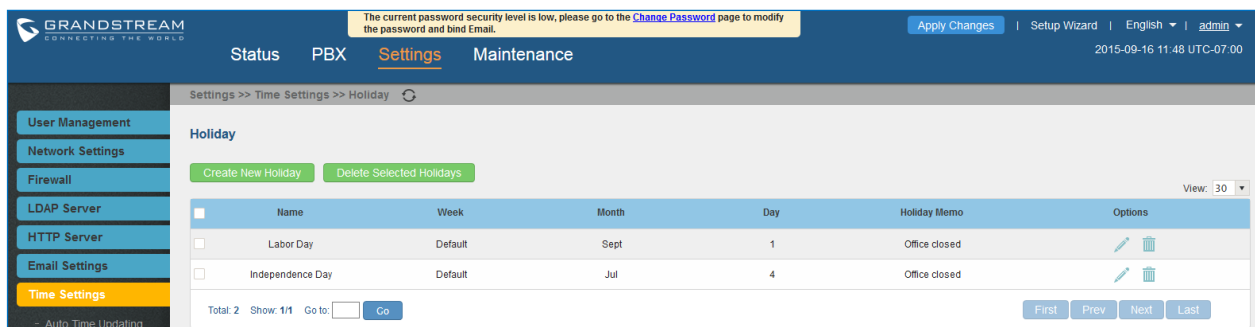 GRANDSTREAM
CONNECTING THE WORLD
The current password security level is low, please go to the Change Password page to modify
the password and bind Email.
Apply Changes | Setup Wizard | English | admin
Status PBX Settings Maintenance
2015-09-16 11:48 UTC-07:00
Settings >> Time Settings >> Holiday
User Management
Network Settings
Firewall
LDAP Server
HTTP Server
Email Settings
Time Settings
- Auto Time Updating
Holiday
Create New Holiday Delete Selected Holidays
View: 30
Name Week Month Day Holiday Memo Options
Labor Day Default Sept 1 Office closed
Independence Day Default Jul 4 Office closed
Total: 2 Show: 1/1 Go to: Go First Prev Next Last